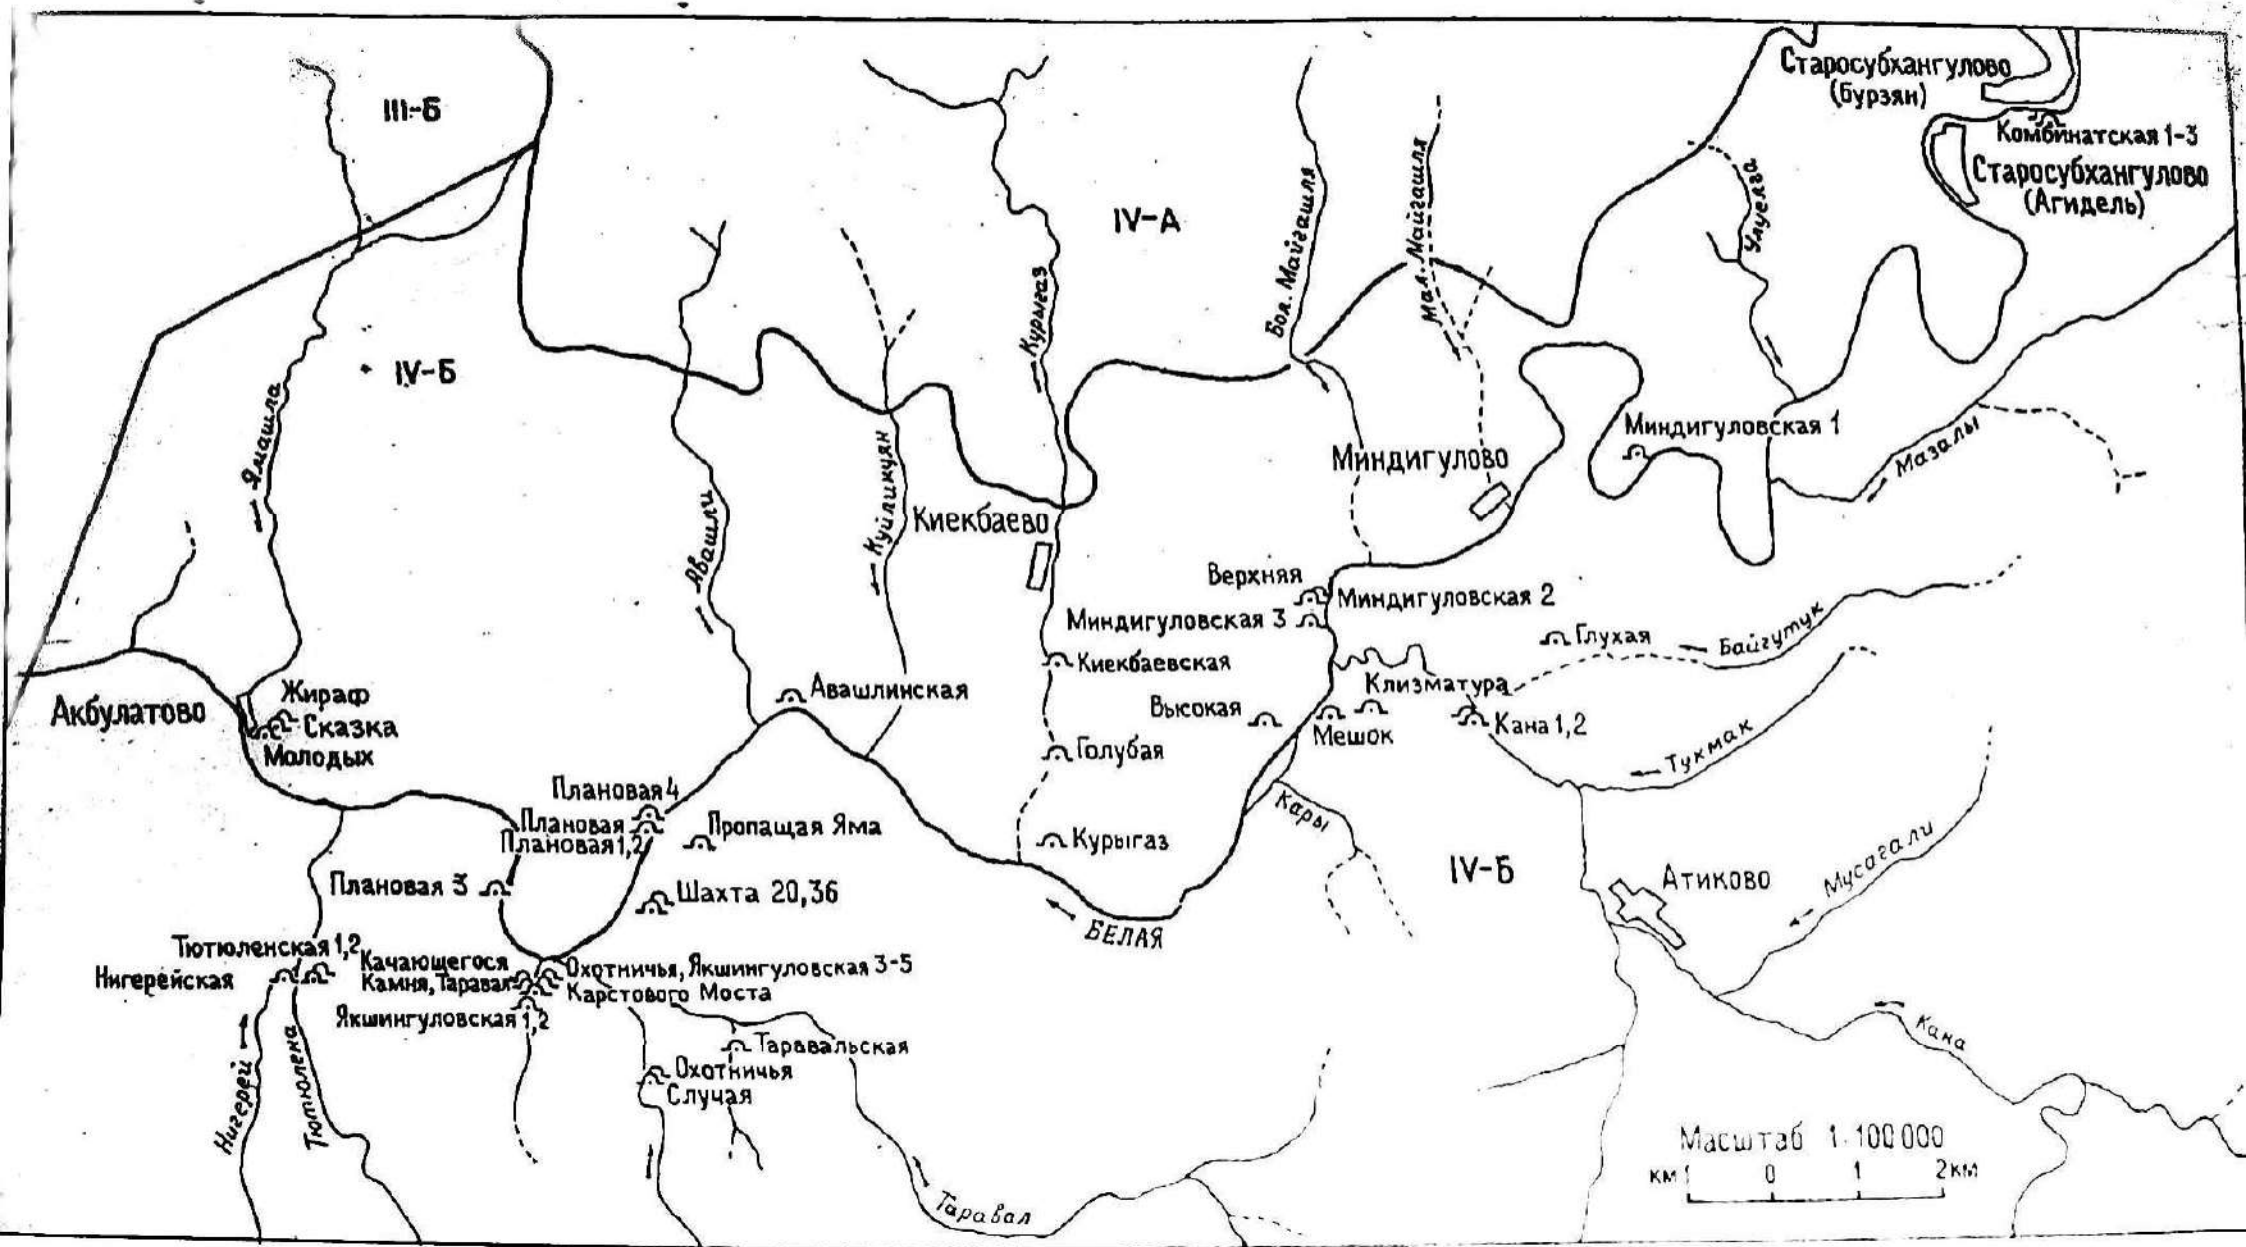 Старосубхангулово
(бурзян)
III-Б
Комбинатская 1-3
Старосубхангулово
(Агидель)
IV-А
Бол. Майгашля
Мал. Майгашля
Улуелга
Курыгаз
IV-Б
Ямашла
Миндигуловская 1
Мазалы
Миндигулово
Куйликуян
Авашли
Киекбаево
Верхняя
Миндигуловская 2
Миндигуловская 3
Глухая
Байгутук
Киекбаевская
Клизматура
Жираф
Авашлинская
Акбулатово
Сказка
Высокая
Мешок
Кана 1,2
Молодых
Голубая
Тукмак
Плановая 4
Кары
Плановая
Пропащая Яма
Плановая 1,2
Курыгаз
Мусагали
IV-Б
Атиково
Плановая 3
Шахта 20,36
БЕЛАЯ
Тютюленская 1,2
Качающегося
Охотничья, Якшингуловская 3-5
Нигерейская
Камня, Таравал
Карстового Моста
Якшингуловская 1,2
Кана
Таравальская
Охотничья
Случая
Нигерей
Тютюлена
Таравал
Масштаб 1:100 000
км 1 0 1 2км